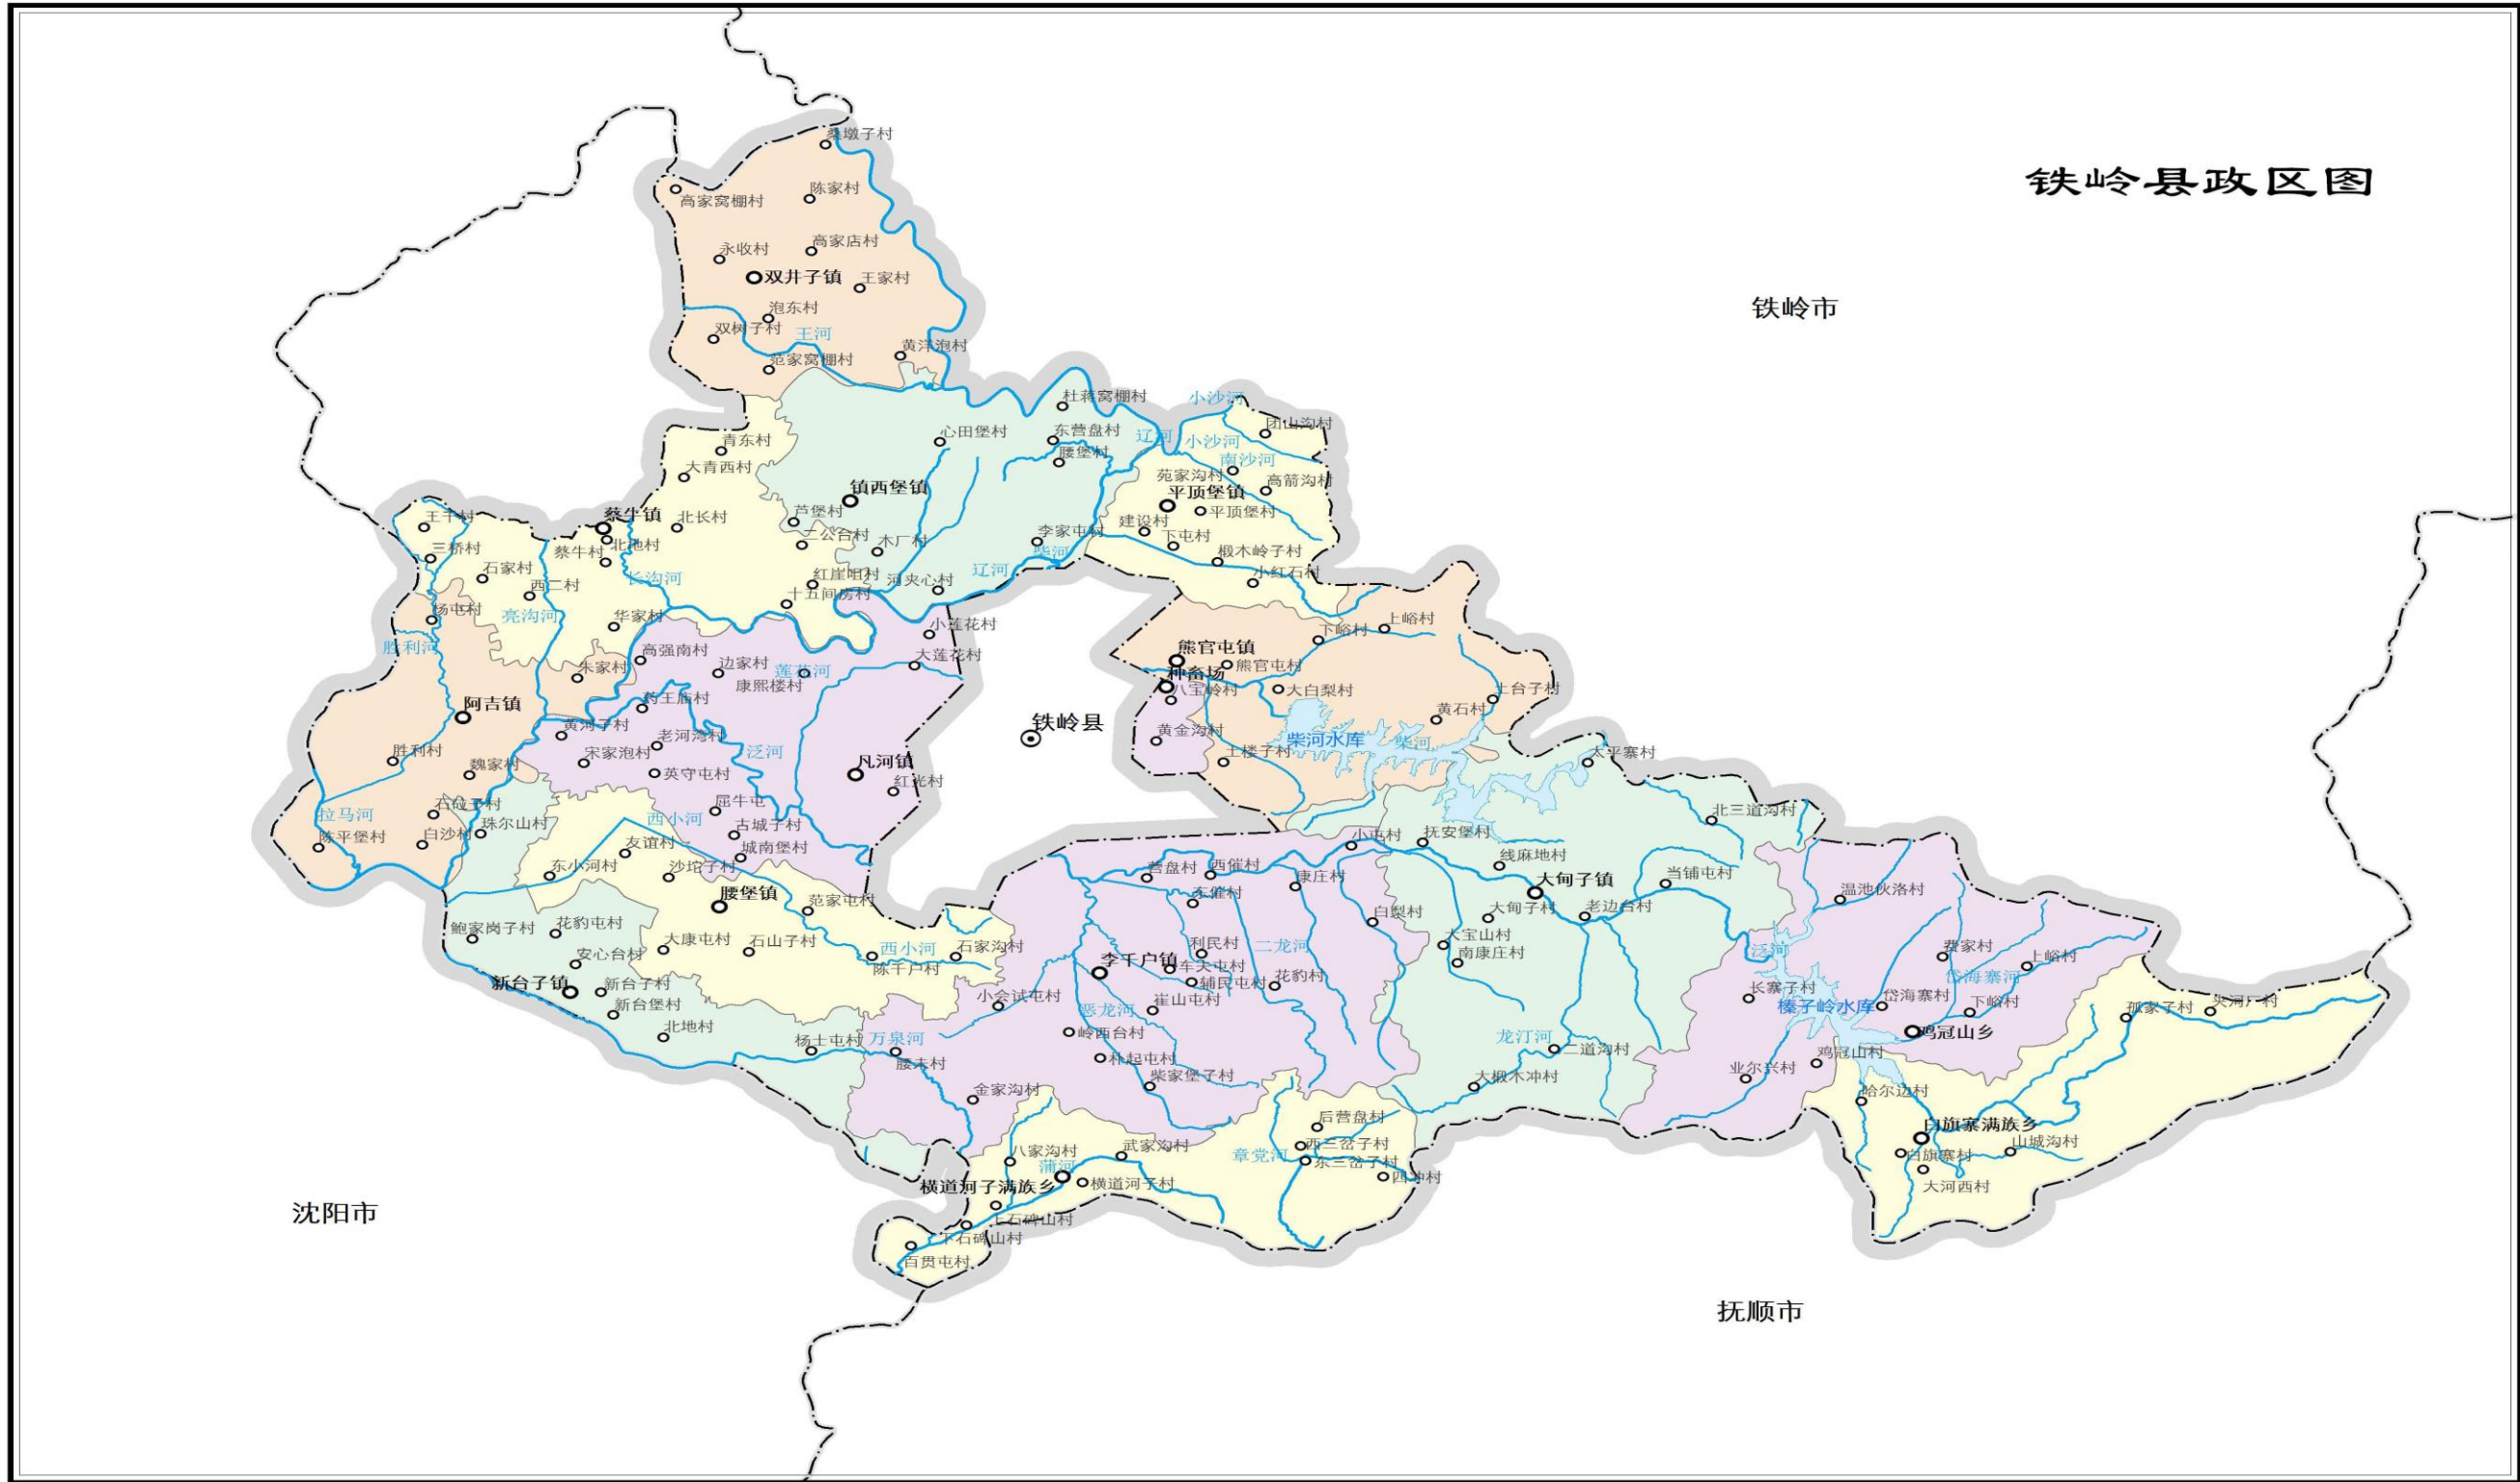 铁岭县政区图
铁岭市
沈阳市
抚顺市
桑墩子村
高家窝棚村
陈家村
永收村
高家店村
双井子镇
王家村
泡东村
双树子村
王河
范家窝棚村
黄洋泡村
杜蒋窝棚村
小沙河
团山沟村
青东村
心田堡村
东营盘村
辽河
小沙河
腰堡村
南沙河
大青西村
苑家沟村
高箭沟村
镇西堡镇
平顶堡镇
王千村
蔡牛镇
北长村
芦堡村
平顶堡村
建设村
二公台村
木厂村
李家屯村
下屯村
三桥村
蔡牛村
北地村
柴河
椴木岭子村
石家村
西二村
长沟河
红崖咀村
河夹心村
辽河
小红石村
十五间房村
杨屯村
亮沟河
华家村
小莲花村
上峪村
下峪村
胜利河
高强南村
熊官屯镇
朱家村
边家村
莲花河
大莲花村
熊官屯村
种畜场
康熙楼村
八宝岭村
大白梨村
上台子村
阿吉镇
药王庙村
黄石村
黄河子村
铁岭县
老河湾村
泛河
黄金沟村
柴河水库
柴河
胜利村
宋家泡村
土楼子村
太平寨村
魏家村
英守屯村
凡河镇
红光村
石砬子村
屈牛屯
拉马河
珠尔山村
西小河
古城子村
北三道沟村
陈平堡村
白沙村
友谊村
城南堡村
小屯村
抚安堡村
东小河村
沙坨子村
营盘村
西催村
线麻地村
康庄村
当铺屯村
腰堡镇
东催村
大甸子镇
温池伙洛村
范家屯村
白梨村
大甸子村
老边台村
鲍家岗子村
花豹屯村
大康屯村
石山子村
西小河
石家沟村
利民村
二龙河
大宝山村
泛河
费家村
安心台村
陈千户村
李千户镇
车夫屯村
南康庄村
上峪村
新台子镇
新台子村
辅民屯村
花豹村
岱海寨河
长寨子村
新台堡村
小会试屯村
崔山屯村
榛子岭水库
岱海寨村
下峪村
孤家子村
夹河厂村
恶龙河
北地村
杨士屯村
万泉河
岭西台村
龙汀河
鸡冠山乡
腰未村
朴起屯村
二道沟村
鸡冠山村
柴家堡子村
大椴木冲村
业尔兴村
金家沟村
哈尔边村
后营盘村
白旗寨满族乡
八家沟村
武家沟村
西三岔子村
山城沟村
蒲河
章党河
东三岔子村
白旗寨村
横道河子满族乡
横道河子村
四冲村
大河西村
上石碑山村
下石碑山村
百贯屯村